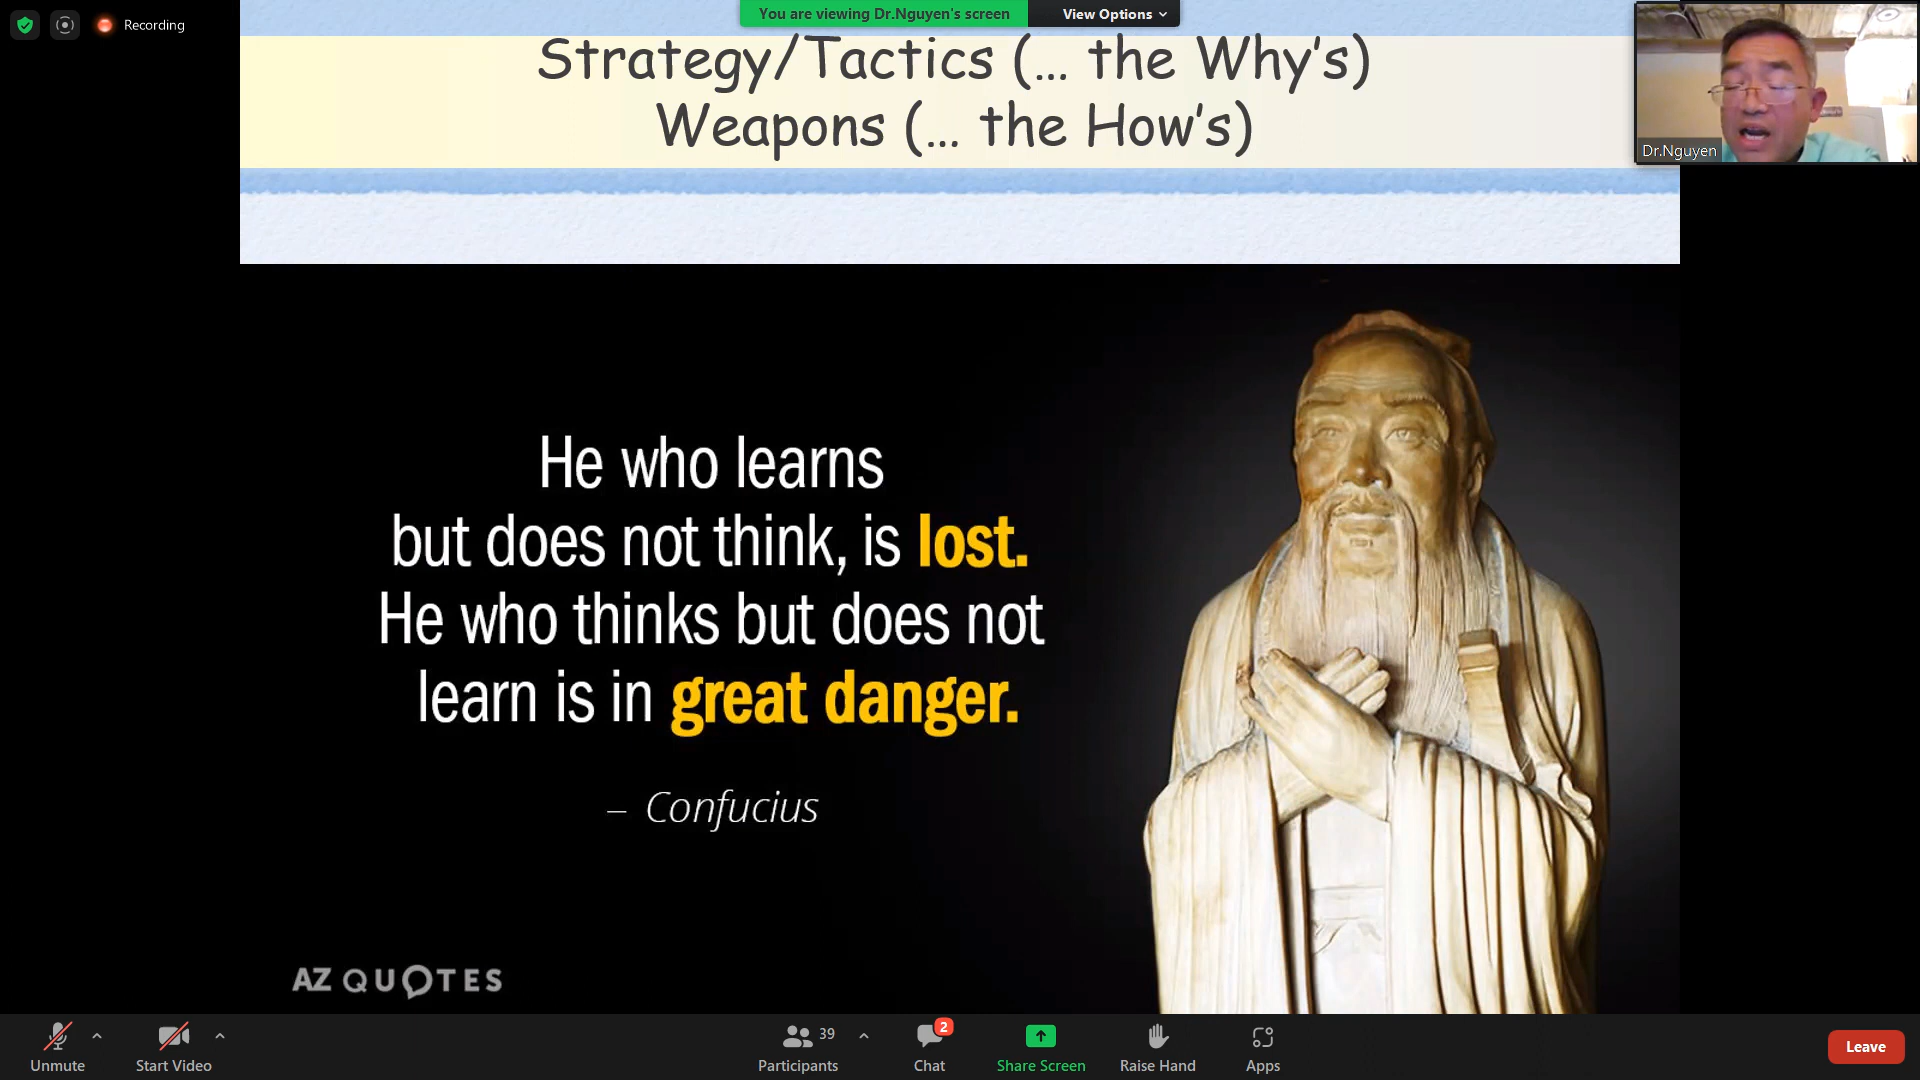 Recording
You are viewing Dr.Nguyen's screen
View Options
Strategy/Tactics (... the Why's)
Weapons (... the How's)
Dr.Nguyen
He who learns
but does not think, is lost.
He who thinks but does not
learn is in great danger.
– Confucius
AZ QUOTES
Unmute
Start Video
39
Participants
2
Chat
Share Screen
Raise Hand
Apps
Leave